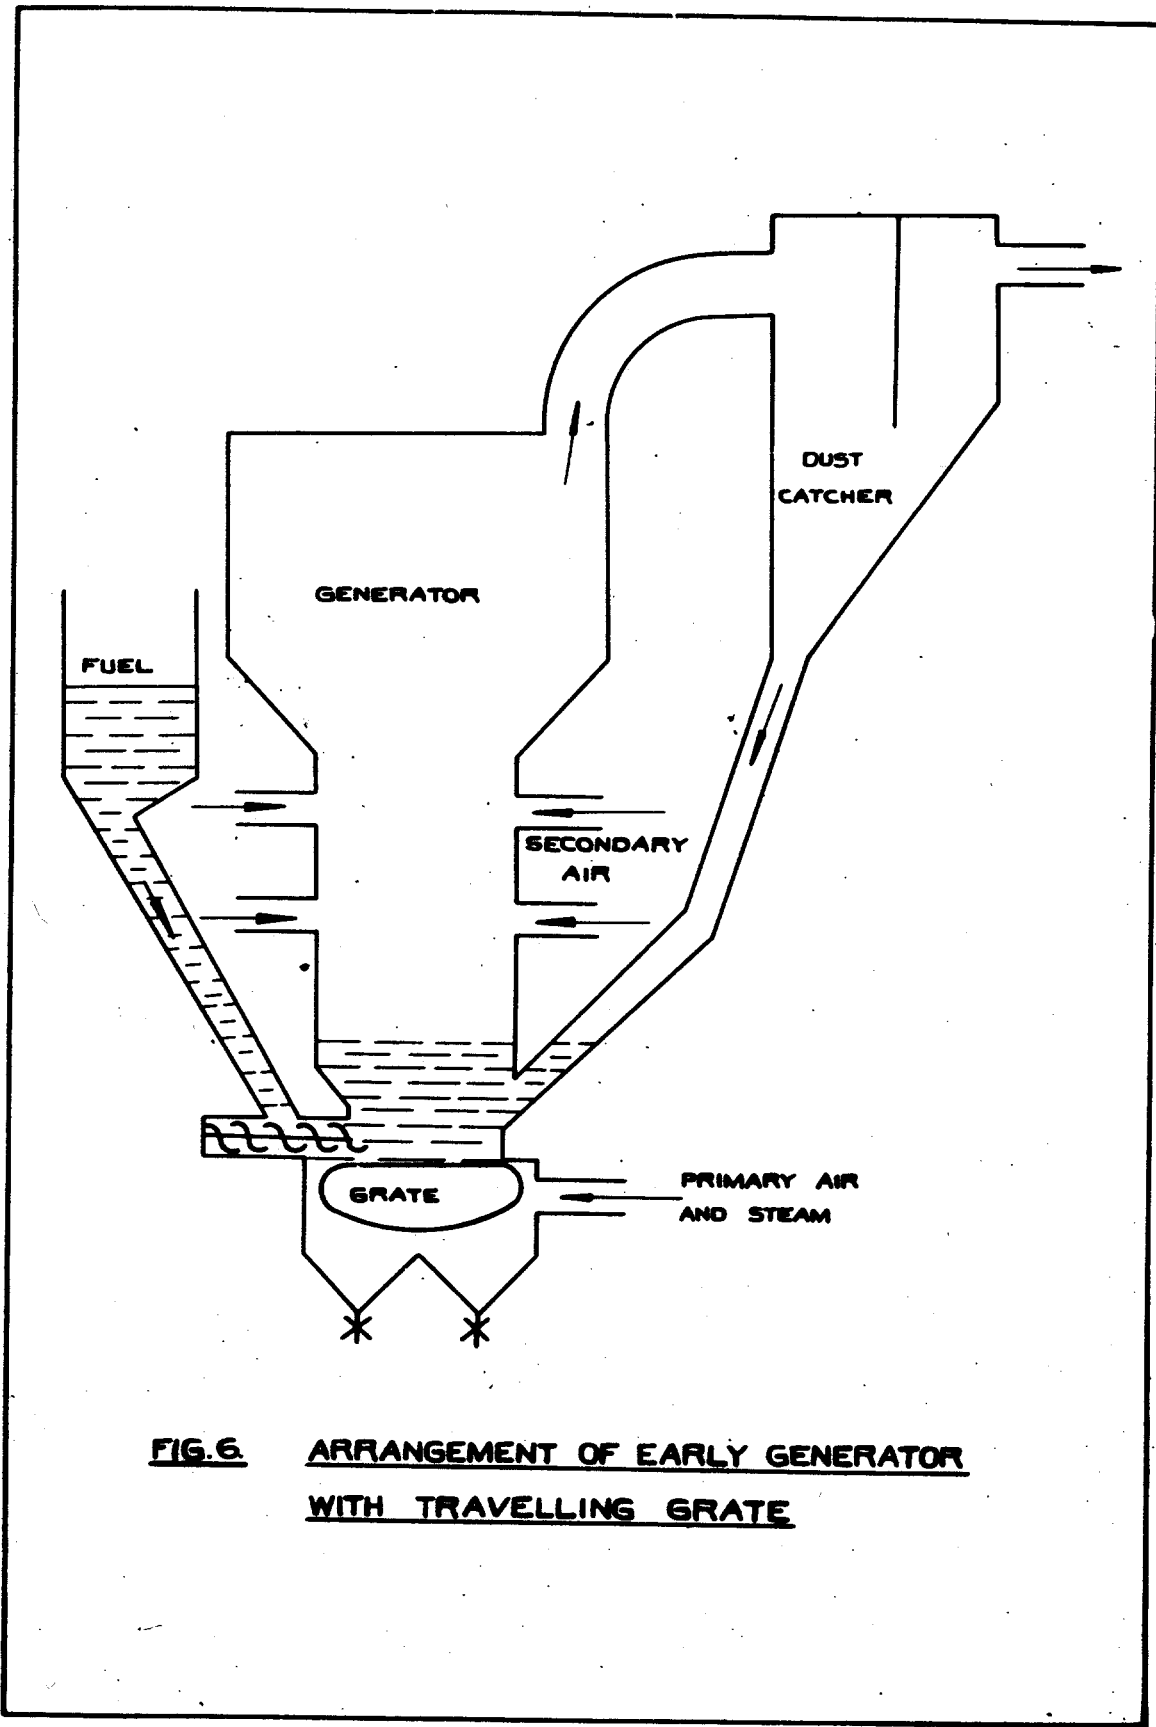 DUST
CATCHER
GENERATOR
FUEL
SECONDARY
AIR
GRATE
PRIMARY AIR
AND STEAM
FIG.6. ARRANGEMENT OF EARLY GENERATOR
WITH TRAVELLING GRATE